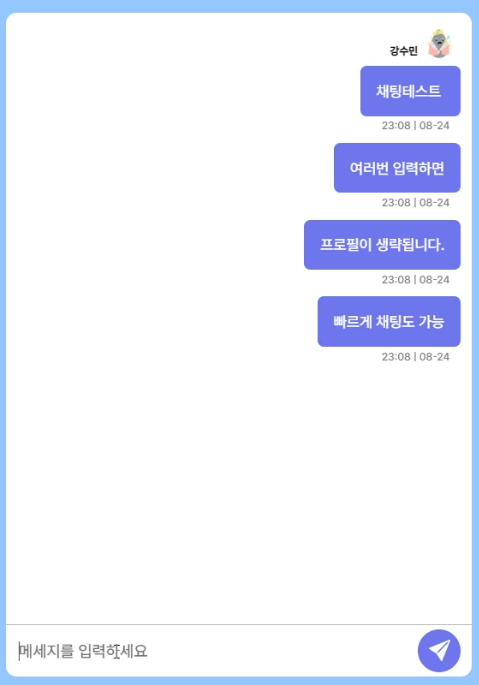 강수민
채팅테스트
23:08 | 08-24
여러번 입력하면
23:08 | 08-24
프로필이 생략됩니다.
23:08 | 08-24
빠르게 채팅도 가능
23:08 | 08-24
메세지를 입력하세요